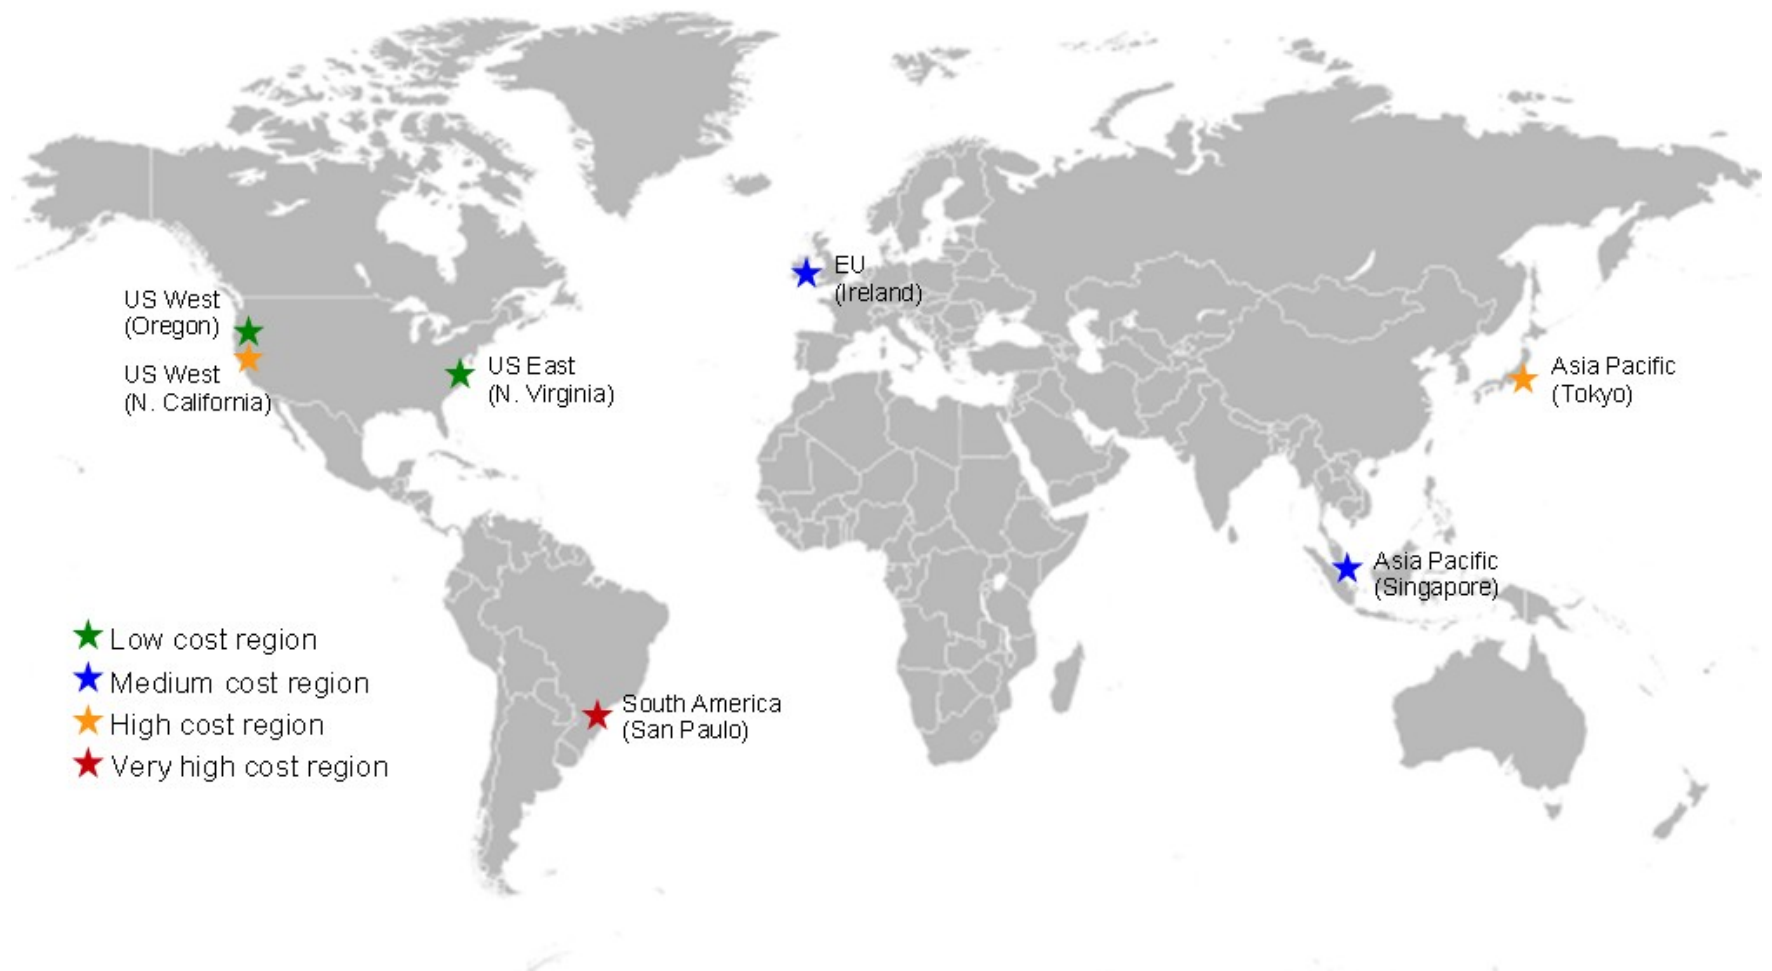 US West
(Oregon)
US West
(N. California)
US East
(N. Virginia)
EU
(Ireland)
Asia Pacific
(Tokyo)
Asia Pacific
(Singapore)
South America
(San Paulo)
Low cost region
Medium cost region
High cost region
Very high cost region